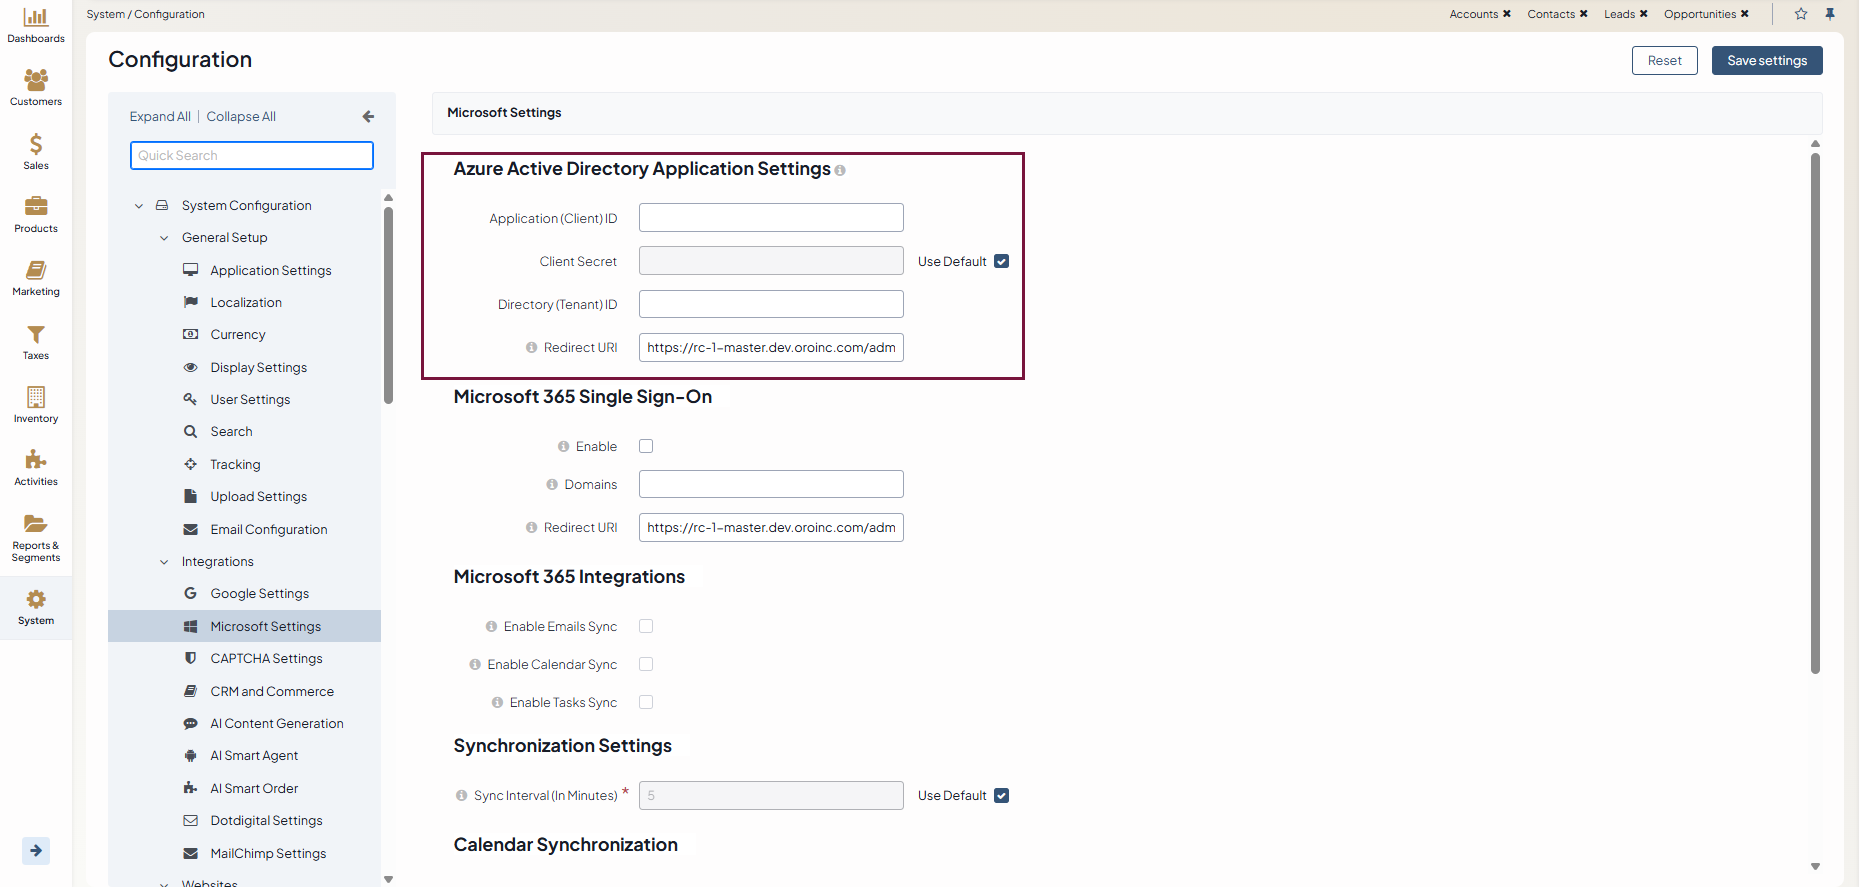 System / Configuration
Accounts ✖ Contacts ✖ Leads ✖ Opportunities ✖
Dashboards
Customers
Sales
Products
Marketing
Taxes
Inventory
Activities
Reports &
Segments
System
Configuration
Reset
Save settings
Expand All | Collapse All
Quick Search
System Configuration
General Setup
Application Settings
Localization
Currency
Display Settings
User Settings
Search
Tracking
Upload Settings
Email Configuration
Integrations
Google Settings
Microsoft Settings
CAPTCHA Settings
CRM and Commerce
AI Content Generation
AI Smart Agent
AI Smart Order
Dotdigital Settings
MailChimp Settings
Websites
Microsoft Settings
Azure Active Directory Application Settings
Application (Client) ID
Client Secret
Use Default
Directory (Tenant) ID
Redirect URI
https://rc-1-master.dev.oroinc.com/adm
Microsoft 365 Single Sign-On
Enable
Domains
Redirect URI
https://rc-1-master.dev.oroinc.com/adm
Microsoft 365 Integrations
Enable Emails Sync
Enable Calendar Sync
Enable Tasks Sync
Synchronization Settings
Sync Interval (In Minutes) *
5
Use Default
Calendar Synchronization